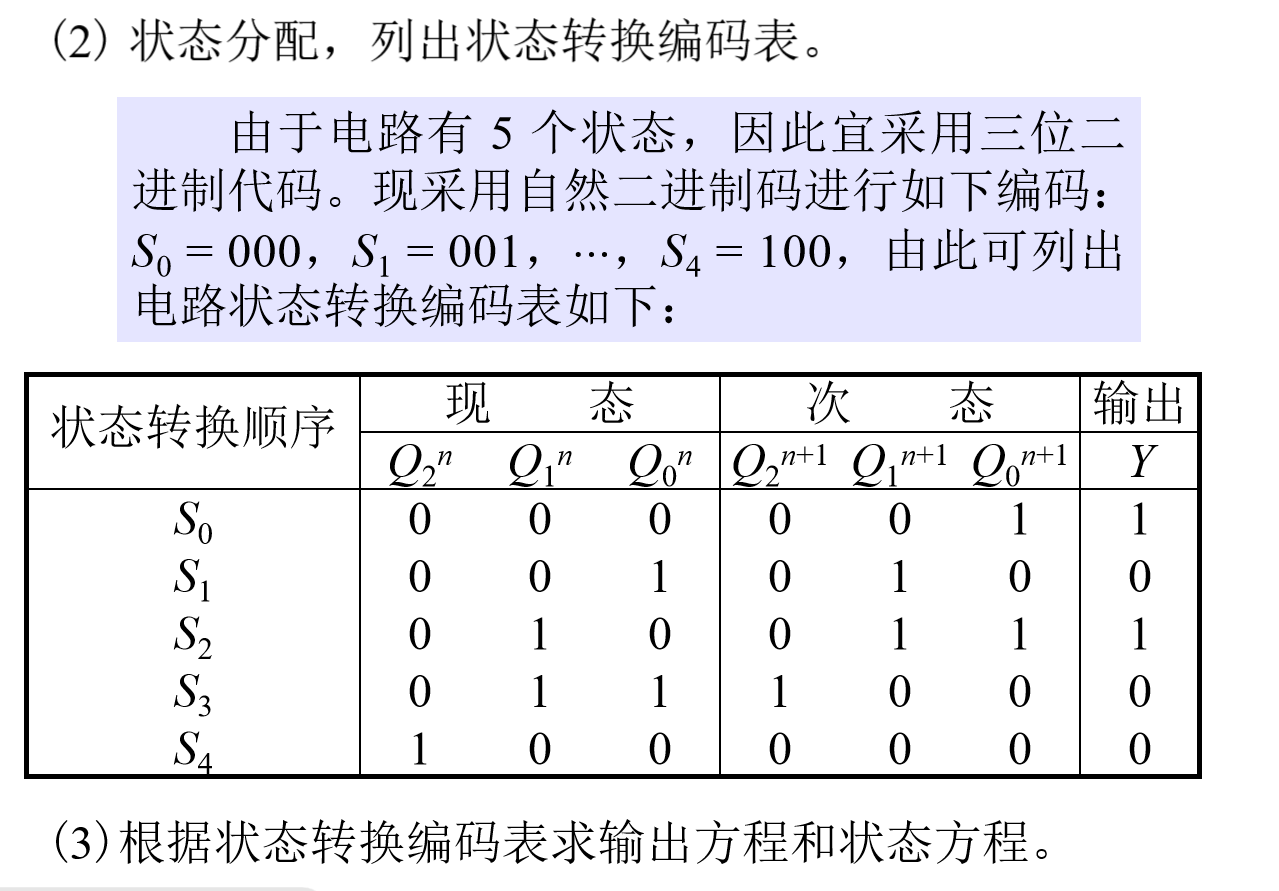 (2) 状态分配，列出状态转换编码表。
由于电路有 5 个状态，因此宜采用三位二
进制代码。现采用自然二进制码进行如下编码：
S0 = 000，S1 = 001，…，S4 = 100，由此可列出
电路状态转换编码表如下：
状态转换顺序 现 态 次 态 输出
Q2^n Q1^n Q0^n Q2^n+1 Q1^n+1 Q0^n+1 Y
S0 0 0 0 0 0 1 1
S1 0 0 1 0 1 0 0
S2 0 1 0 0 1 1 1
S3 0 1 1 1 0 0 0
S4 1 0 0 0 0 0 0
(3) 根据状态转换编码表求输出方程和状态方程。